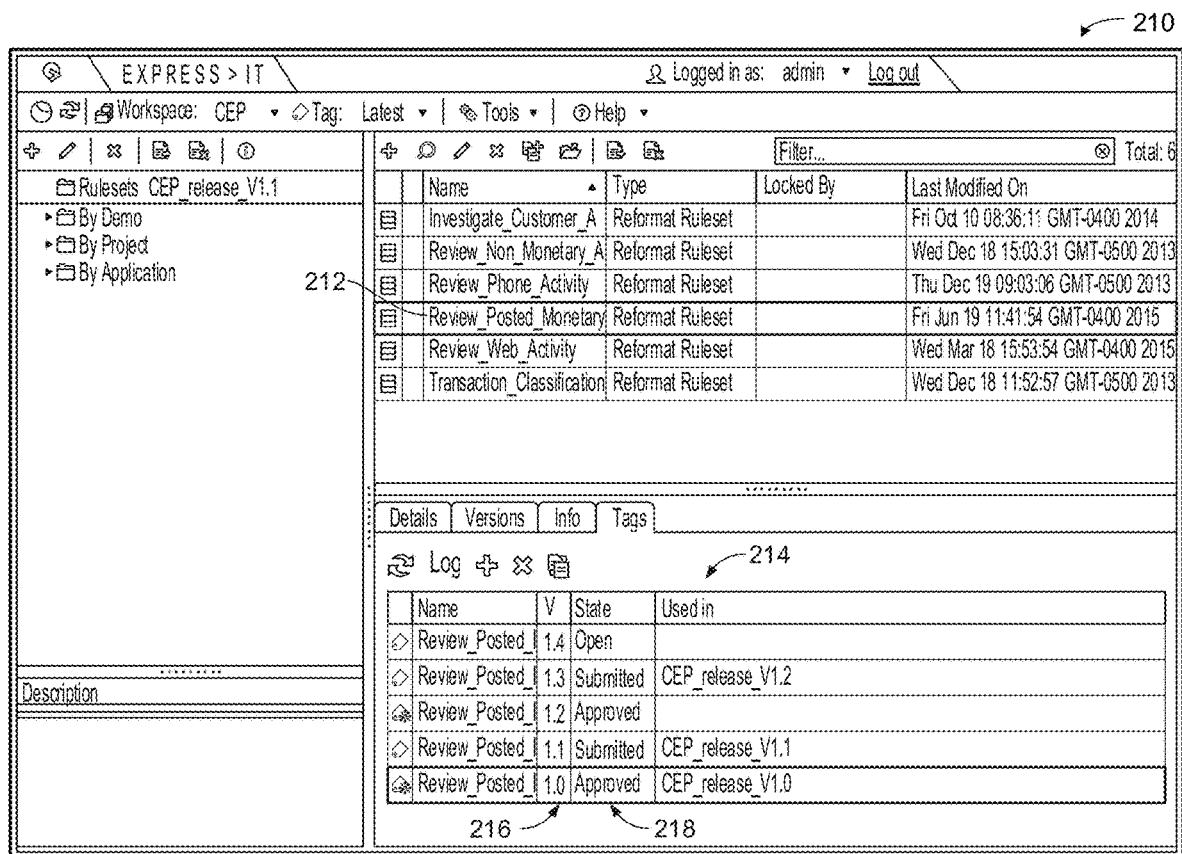 210
EXPRESS > IT
Logged in as: admin Log out
Workspace: CEP Tag: Latest Tools Help
Filter... Total: 6
Rulesets CEP_release_V1.1
By Demo
By Project
By Application
Name Type Locked By Last Modified On
Investigate_Customer_A Reformat Ruleset Fri Oct 10 08:36:11 GMT-0400 2014
Review_Non_Monetary_A Reformat Ruleset Wed Dec 18 15:03:31 GMT-0500 2013
212
Review_Phone_Activity Reformat Ruleset Thu Dec 19 09:03:06 GMT-0500 2013
Review_Posted_Monetary Reformat Ruleset Fri Jun 19 11:41:54 GMT-0400 2015
Review_Web_Activity Reformat Ruleset Wed Mar 18 15:53:54 GMT-0400 2015
Transaction_Classification Reformat Ruleset Wed Dec 18 11:52:57 GMT-0500 2013
Details Versions Info Tags
Log
214
Name V State Used in
Review_Posted_ 1.4 Open
Review_Posted_ 1.3 Submitted CEP_release_V1.2
Review_Posted_ 1.2 Approved
Review_Posted_ 1.1 Submitted CEP_release_V1.1
Review_Posted_ 1.0 Approved CEP_release_V1.0
216 218
Description